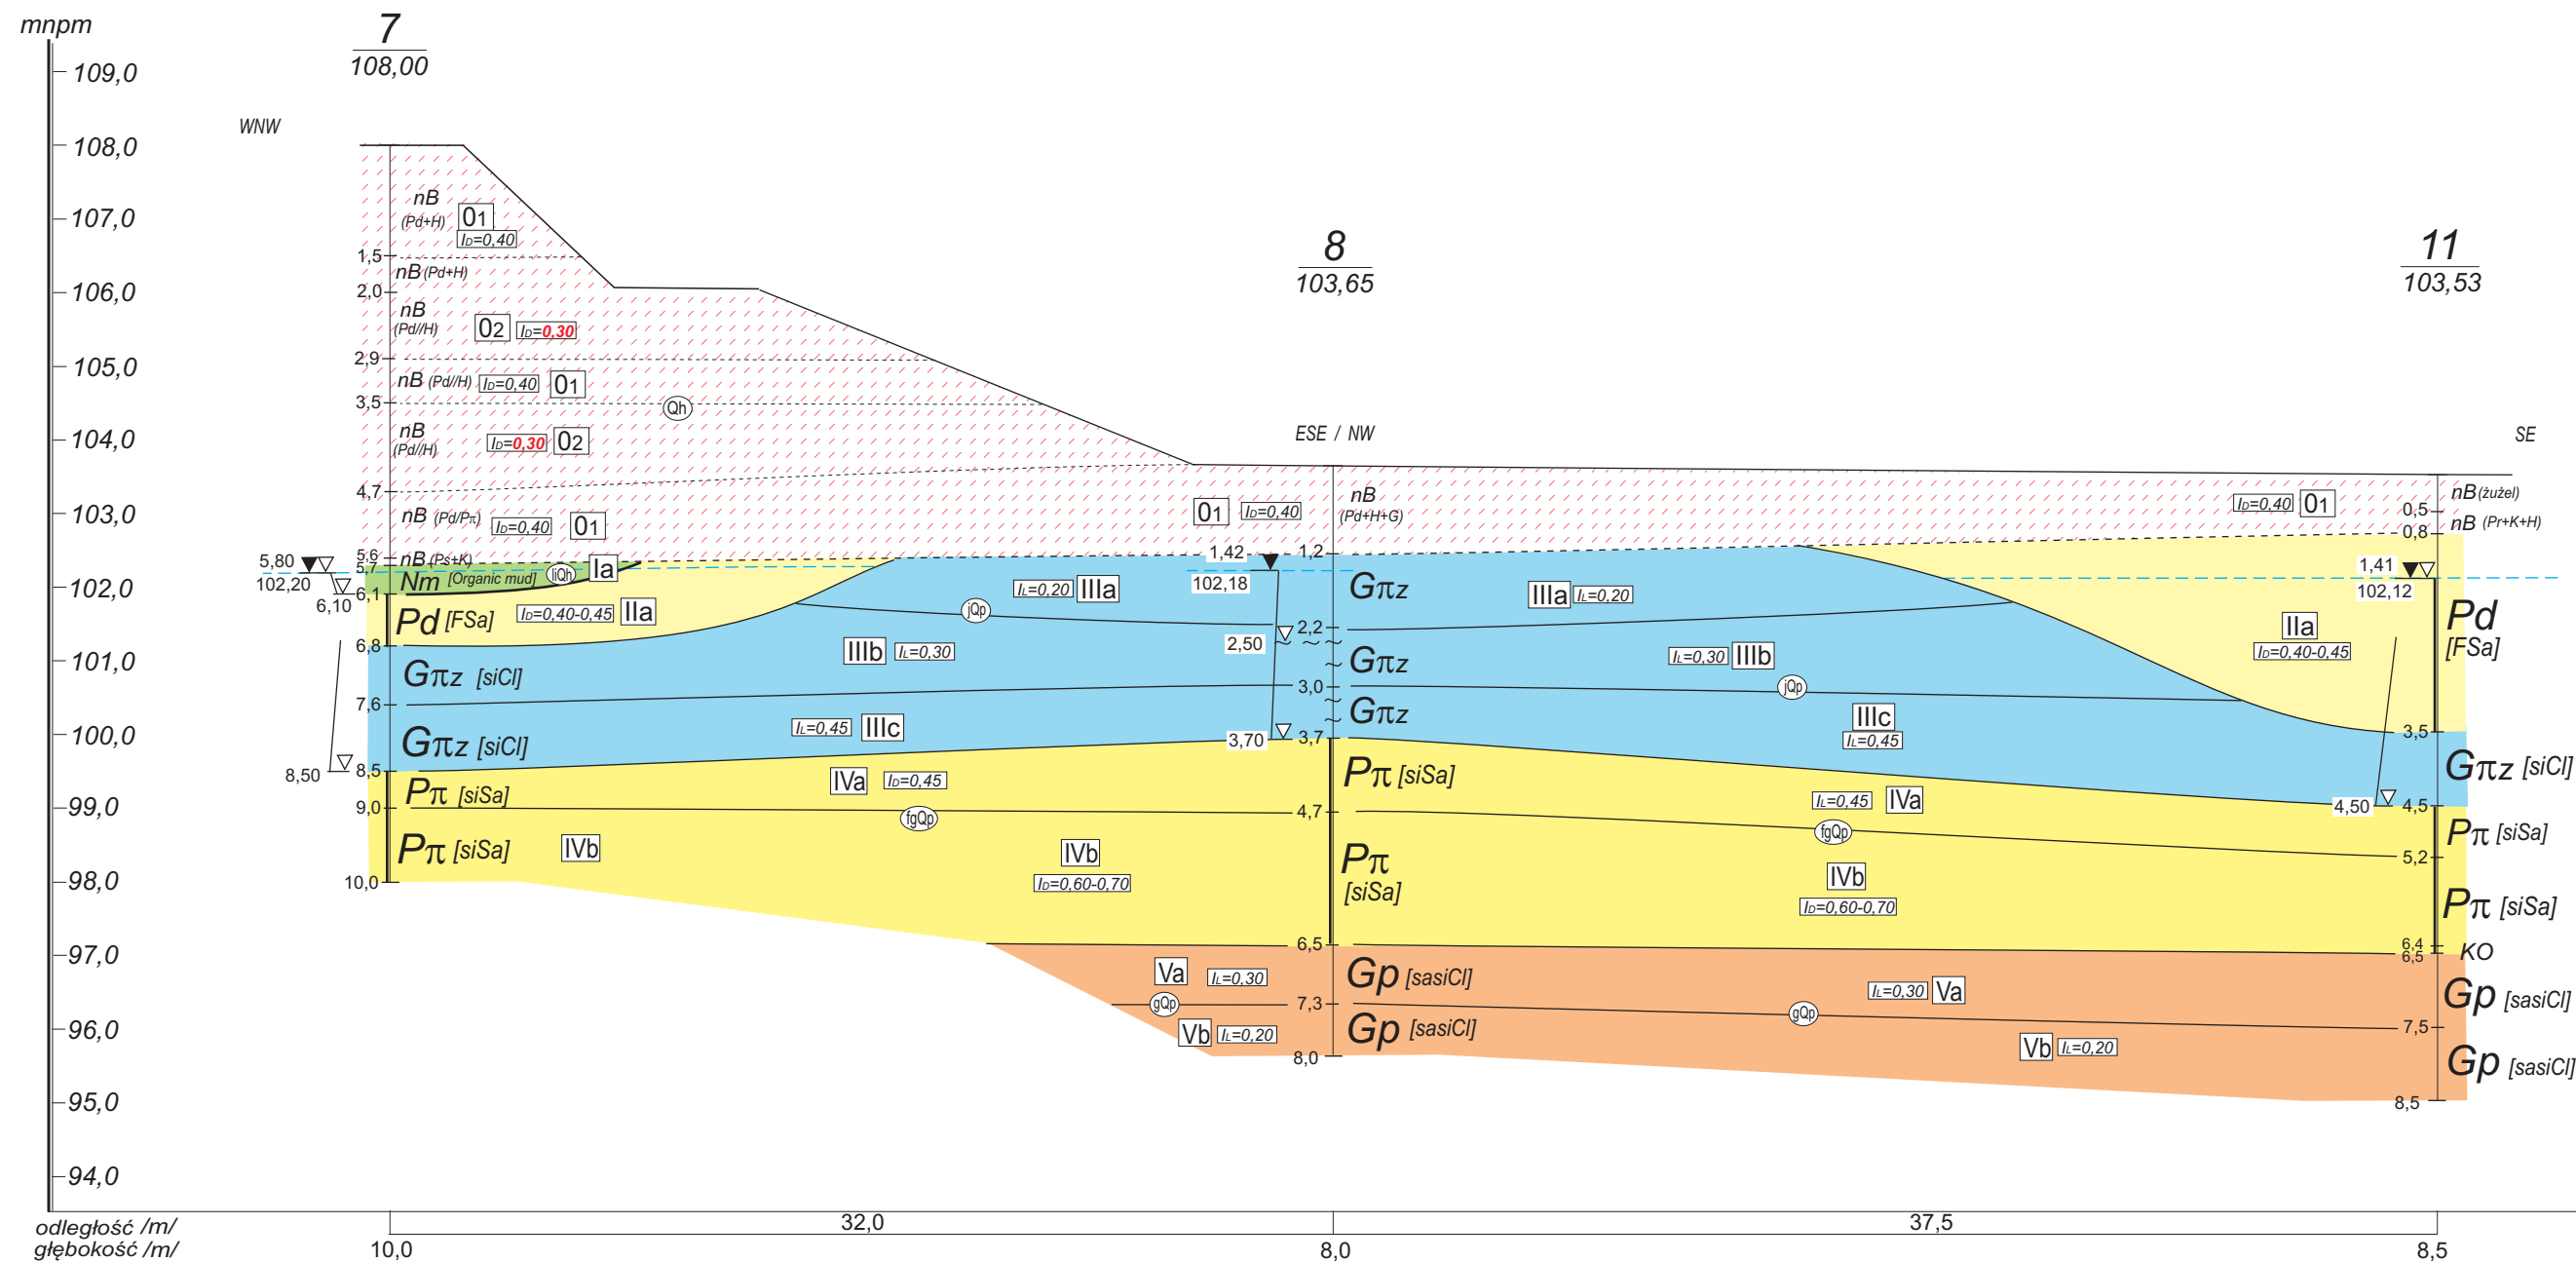 mnpm
109,0
108,0
107,0
106,0
105,0
104,0
103,0
102,0
101,0
100,0
99,0
98,0
97,0
96,0
95,0
94,0
7
108,00
WNW
nB
(Pd+H)
01
ID=0,40
1,5
nB (Pd+H)
2,0
nB
(Pd//H)
02 ID=0,30
2,9
nB (Pd//H) ID=0,40 01
3,5
Qh
nB
(Pd//H)
ID=0,30 02
4,7
nB (Pd/Pπ) ID=0,40 01
5,6
nB (Ps+K)
5,7
5,80
102,20
Nm [Organic mud] liQh Ia
6,1
6,10
Pd [FSa] ID=0,40-0,45 IIa
6,8
Gπz [siCl]
7,6
Gπz [siCl]
8,50
8,5
Pπ [siSa]
9,0
Pπ [siSa] IVb
10,0
IL=0,20 IIIa
jQp
IIIb IL=0,30
IL=0,45 IIIc
IVa ID=0,45
fgQp
IVb
ID=0,60-0,70
Va IL=0,30
gQp
Vb IL=0,20
8
103,65
ESE / NW
01 ID=0,40
nB
(Pd+H+G)
1,42
102,18
1,2
Gπz
2,2
2,50
~ ~ ~
~ Gπz
3,0
~
~ Gπz
3,70
3,7
Pπ [siSa]
4,7
Pπ
[siSa]
6,5
Gp [sasiCl]
7,3
Gp [sasiCl]
8,0
IIIa IL=0,20
IL=0,30 IIIb
jQp
IIIc
IL=0,45
IL=0,45 IVa
fgQp
IVb
ID=0,60-0,70
IL=0,30 Va
gQp
Vb IL=0,20
11
103,53
SE
ID=0,40 01
nB (żużel)
0,5
nB (Pr+K+H)
0,8
1,41
102,12
Pd
[FSa]
IIa
ID=0,40-0,45
3,5
Gπz [siCl]
4,50
4,5
Pπ [siSa]
5,2
Pπ [siSa]
6,4
KO
6,5
Gp [sasiCl]
7,5
Gp [sasiCl]
8,5
odległość /m/ 32,0 37,5
głębokość /m/ 10,0 8,0 8,5